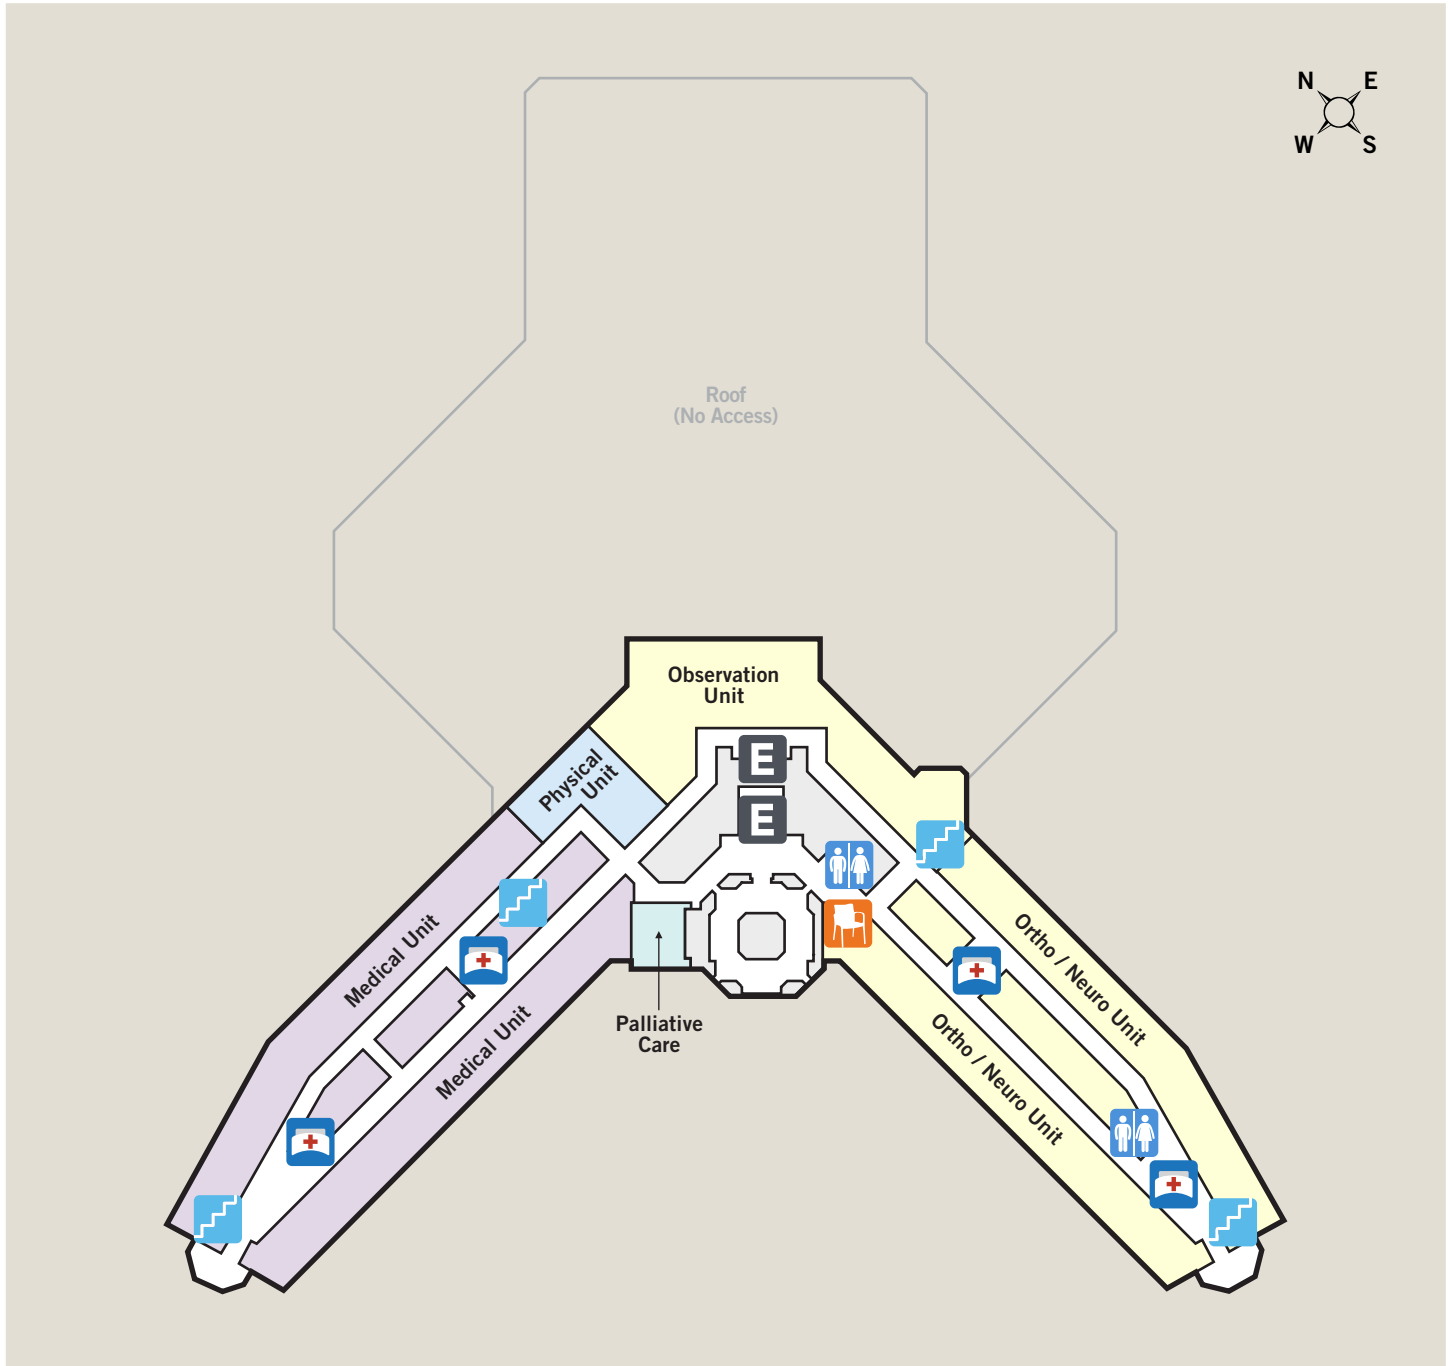 N E
W S
Roof
(No Access)
Observation
Unit
E
E
Physical
Unit
Medical Unit
Medical Unit
Palliative
Care
Ortho / Neuro Unit
Ortho / Neuro Unit